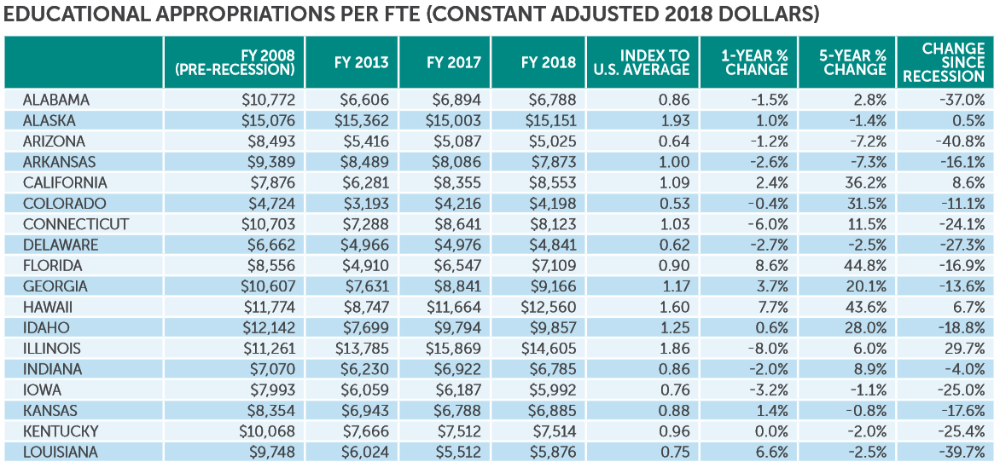 EDUCATIONAL APPROPRIATIONS PER FTE (CONSTANT ADJUSTED 2018 DOLLARS)
FY 2008 (PRE-RECESSION) FY 2013 FY 2017 FY 2018 INDEX TO U.S. AVERAGE 1-YEAR % CHANGE 5-YEAR % CHANGE CHANGE SINCE RECESSION
ALABAMA $10,772 $6,606 $6,894 $6,788 0.86 -1.5% 2.8% -37.0%
ALASKA $15,076 $15,362 $15,003 $15,151 1.93 1.0% -1.4% 0.5%
ARIZONA $8,493 $5,416 $5,087 $5,025 0.64 -1.2% -7.2% -40.8%
ARKANSAS $9,389 $8,489 $8,086 $7,873 1.00 -2.6% -7.3% -16.1%
CALIFORNIA $7,876 $6,281 $8,355 $8,553 1.09 2.4% 36.2% 8.6%
COLORADO $4,724 $3,193 $4,216 $4,198 0.53 -0.4% 31.5% -11.1%
CONNECTICUT $10,703 $7,288 $8,641 $8,123 1.03 -6.0% 11.5% -24.1%
DELAWARE $6,662 $4,966 $4,976 $4,841 0.62 -2.7% -2.5% -27.3%
FLORIDA $8,556 $4,910 $6,547 $7,109 0.90 8.6% 44.8% -16.9%
GEORGIA $10,607 $7,631 $8,841 $9,166 1.17 3.7% 20.1% -13.6%
HAWAII $11,774 $8,747 $11,664 $12,560 1.60 7.7% 43.6% 6.7%
IDAHO $12,142 $7,699 $9,794 $9,857 1.25 0.6% 28.0% -18.8%
ILLINOIS $11,261 $13,785 $15,869 $14,605 1.86 -8.0% 6.0% 29.7%
INDIANA $7,070 $6,230 $6,922 $6,785 0.86 -2.0% 8.9% -4.0%
IOWA $7,993 $6,059 $6,187 $5,992 0.76 -3.2% -1.1% -25.0%
KANSAS $8,354 $6,943 $6,788 $6,885 0.88 1.4% -0.8% -17.6%
KENTUCKY $10,068 $7,666 $7,512 $7,514 0.96 0.0% -2.0% -25.4%
LOUISIANA $9,748 $6,024 $5,512 $5,876 0.75 6.6% -2.5% -39.7%